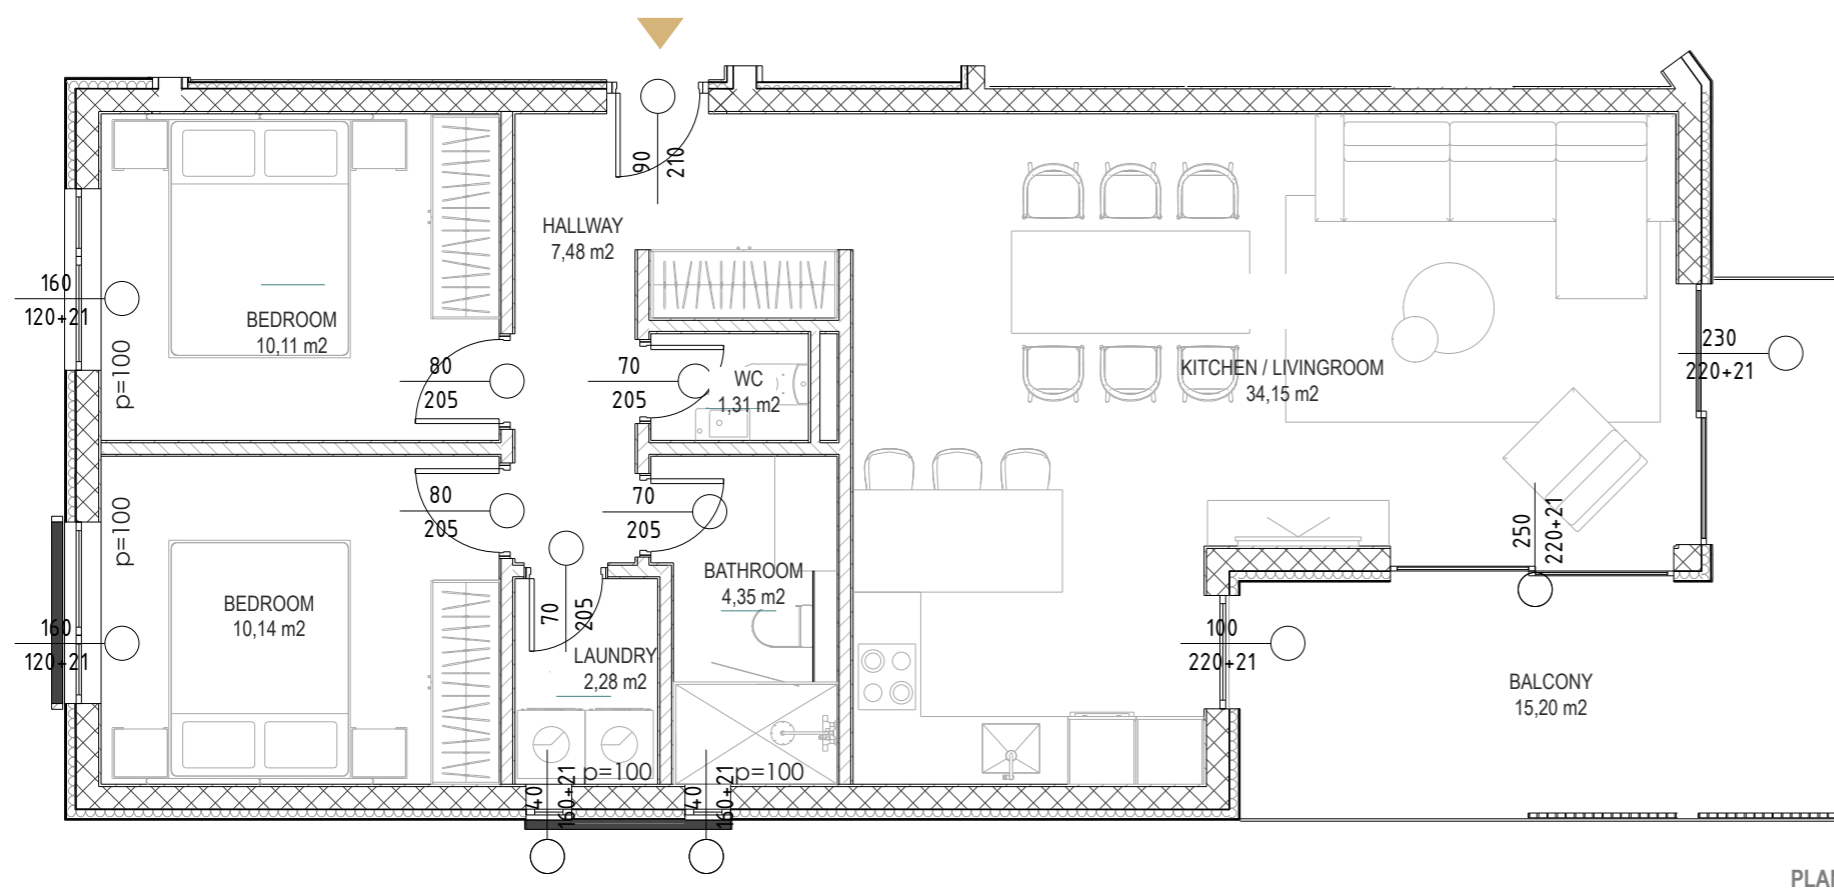 90
210
HALLWAY
7,48 m2
160
120+21
p=100
BEDROOM
10,11 m2
80
205
70
205
WC
1,31 m2
KITCHEN / LIVINGROOM
34,15 m2
230
220+21
p=100
80
205
70
205
250
220+21
BEDROOM
10,14 m2
160
120+21
70
205
BATHROOM
4,35 m2
LAUNDRY
2,28 m2
100
220+21
BALCONY
15,20 m2
p=100
p=100
40
160+21
40
160+21
PLAN